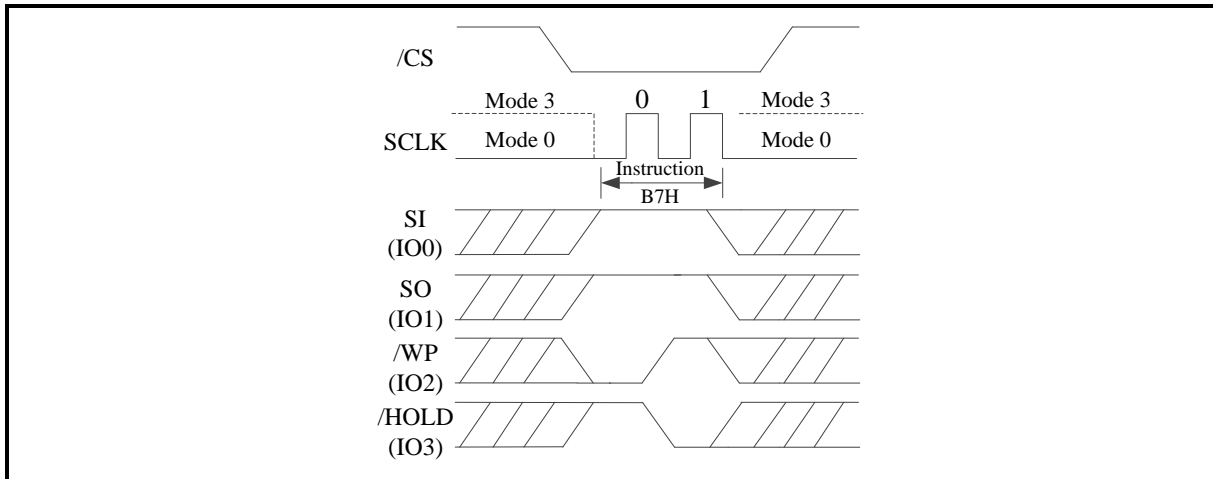 /CS
Mode 3 0 1 Mode 3
SCLK Mode 0 Mode 0
Instruction
B7H
SI
(IO0)
SO
(IO1)
/WP
(IO2)
/HOLD
(IO3)